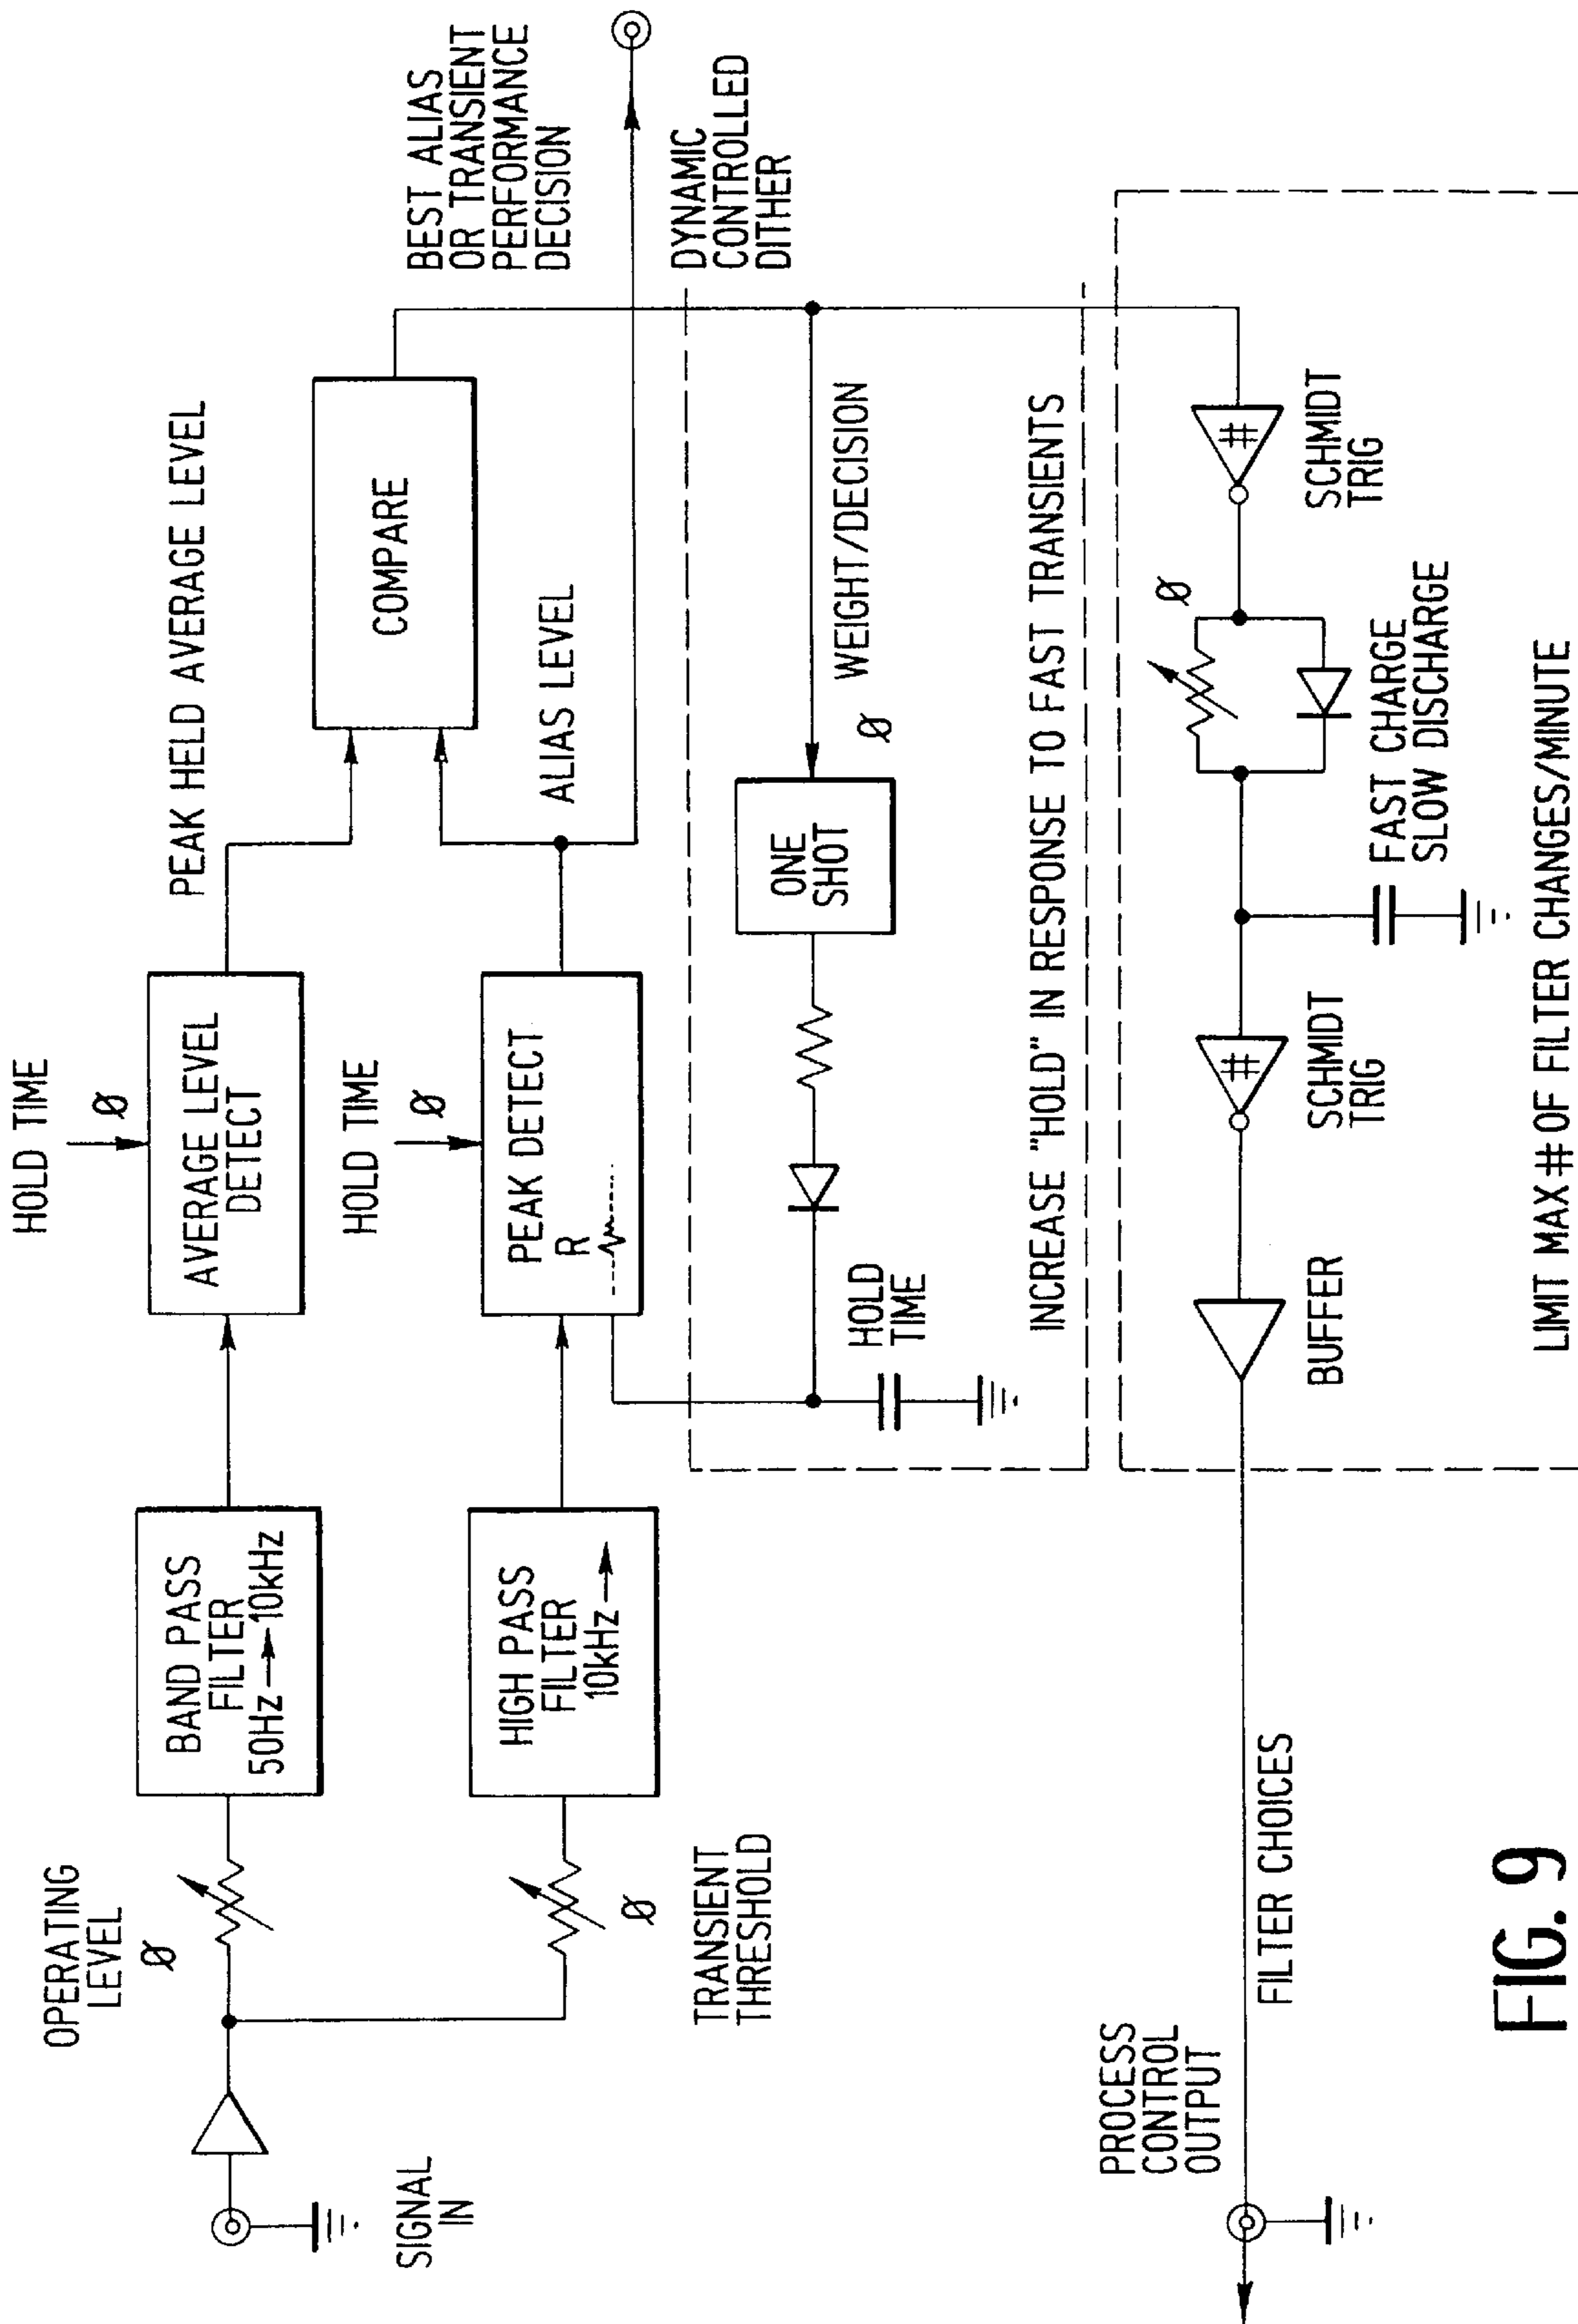 HOLD TIME
Ø
PEAK HELD AVERAGE LEVEL
BEST ALIAS
OR TRANSIENT
PERFORMANCE
DECISION
OPERATING
LEVEL
Ø
BAND PASS
FILTER
50Hz → 10kHz
AVERAGE LEVEL
DETECT
COMPARE
SIGNAL
IN
HOLD TIME
Ø
ALIAS LEVEL
HIGH PASS
FILTER
10kHz →
PEAK DETECT
R
Ø
TRANSIENT
THRESHOLD
DYNAMIC
CONTROLLED
DITHER
ONE
SHOT
WEIGHT/DECISION
Ø
HOLD
TIME
INCREASE "HOLD" IN RESPONSE TO FAST TRANSIENTS
PROCESS
CONTROL
OUTPUT
FILTER CHOICES
BUFFER
SCHMIDT
TRIG
Ø
FAST CHARGE
SLOW DISCHARGE
SCHMIDT
TRIG
LIMIT MAX # OF FILTER CHANGES/MINUTE
FIG. 9